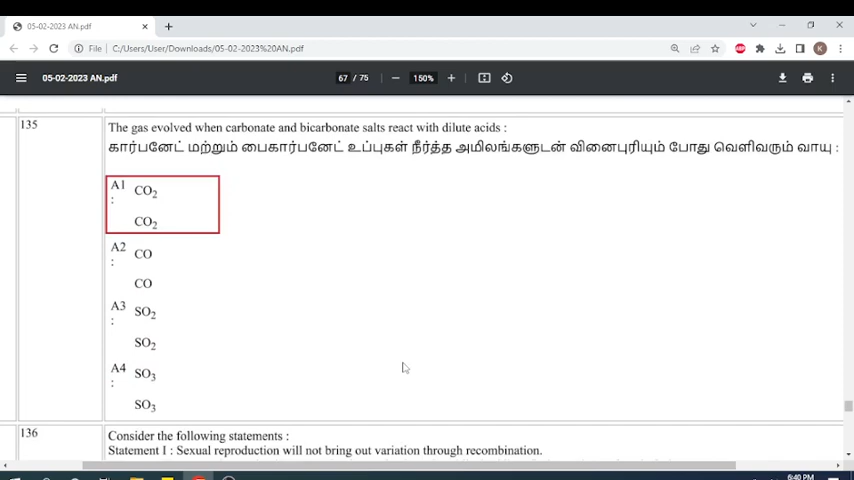 05-02-2023 AN.pdf
File C:/Users/User/Downloads/05-02-2023%20AN.pdf
K
05-02-2023 AN.pdf
67 / 75
150%
135
The gas evolved when carbonate and bicarbonate salts react with dilute acids :
கார்பனேட் மற்றும் பைகார்பனேட் உப்புகள் நீர்த்த அமிலங்களுடன் வினைபுரியும் போது வெளிவரும் வாயு :
A1 : CO₂
CO₂
A2 : CO
CO
A3 : SO₂
SO₂
A4 : SO₃
SO₃
136
Consider the following statements :
Statement I : Sexual reproduction will not bring out variation through recombination.
6:40 PM